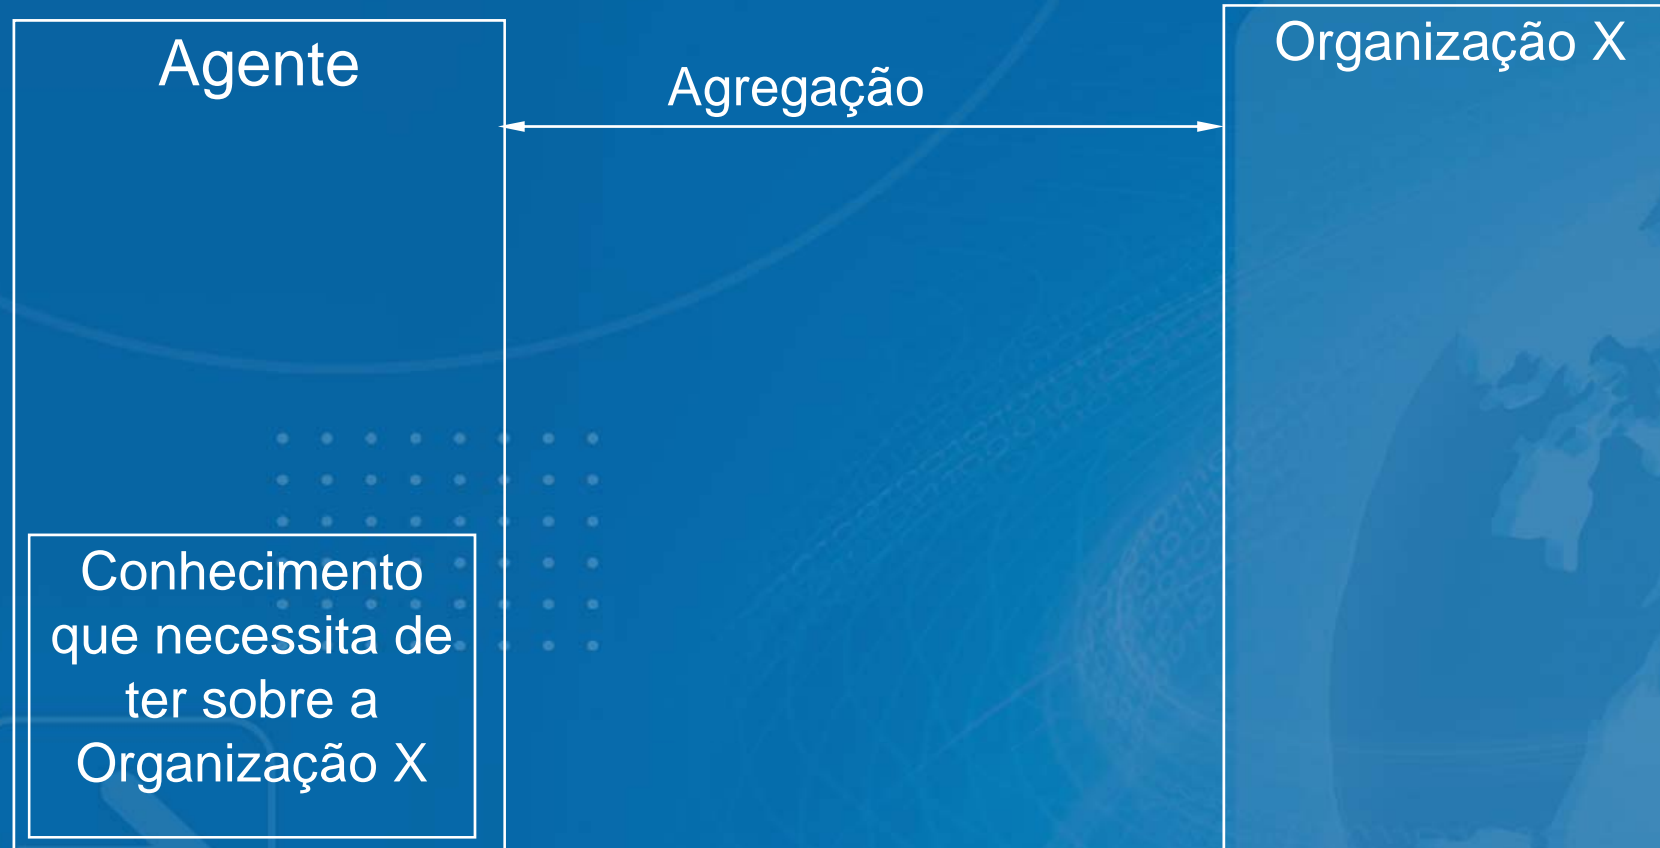 Agente
Agregação
Organização X
Conhecimento
que necessita de
ter sobre a
Organização X